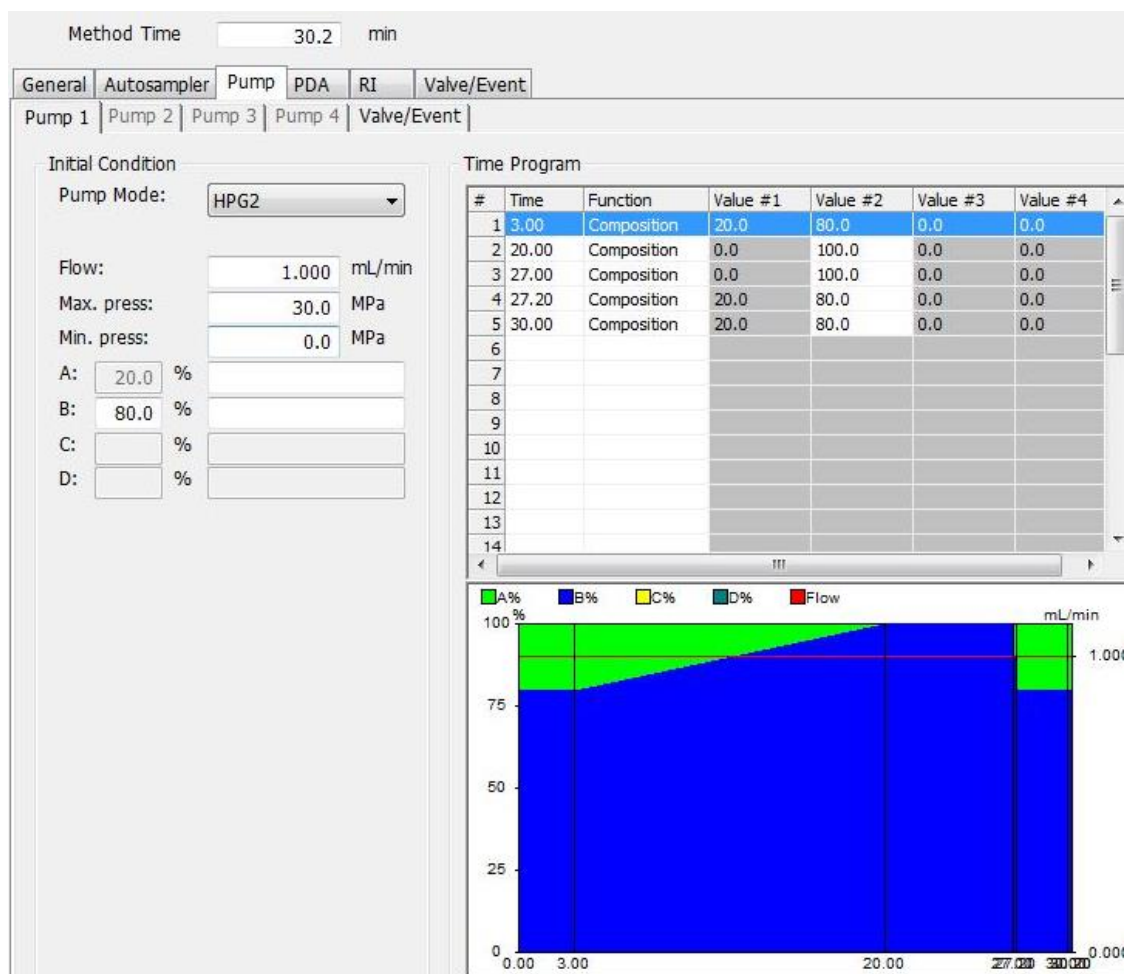 Method Time 30.2 min
General Autosampler Pump PDA RI Valve/Event
Pump 1 Pump 2 Pump 3 Pump 4 Valve/Event
Initial Condition
Pump Mode: HPG2
Flow: 1.000 mL/min
Max. press: 30.0 MPa
Min. press: 0.0 MPa
A: 20.0 %
B: 80.0 %
C: %
D: %
Time Program
# Time Function Value #1 Value #2 Value #3 Value #4
1 3.00 Composition 20.0 80.0 0.0 0.0
2 20.00 Composition 0.0 100.0 0.0 0.0
3 27.00 Composition 0.0 100.0 0.0 0.0
4 27.20 Composition 20.0 80.0 0.0 0.0
5 30.00 Composition 20.0 80.0 0.0 0.0
6
7
8
9
10
11
12
13
14
A% B% C% D% Flow
% mL/min
100
1.000
75
50
25
0 0.000
0.00 3.00 20.00